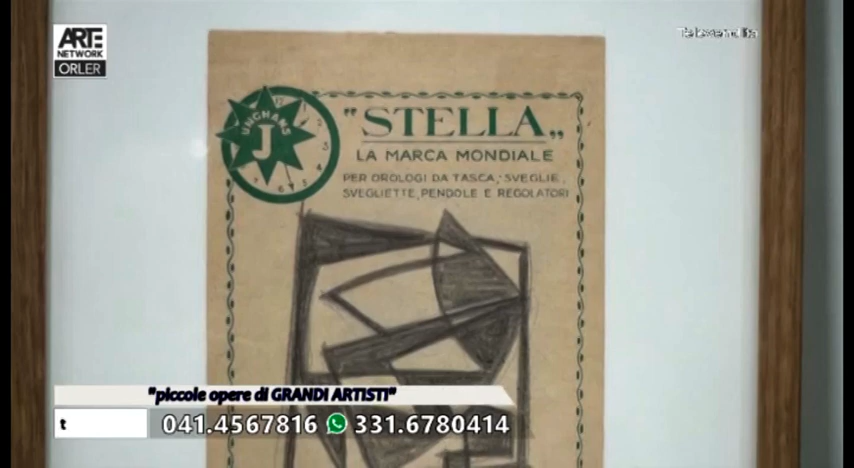 ARTE
NETWORK
ORLER
Televendita
JUNGHANS
J
"STELLA„
LA MARCA MONDIALE
PER OROLOGI DA TASCA, SVEGLIE,
SVEGLIETTE, PENDOLE E REGOLATORI
"piccole opere di GRANDI ARTISTI"
t
041.4567816 331.6780414